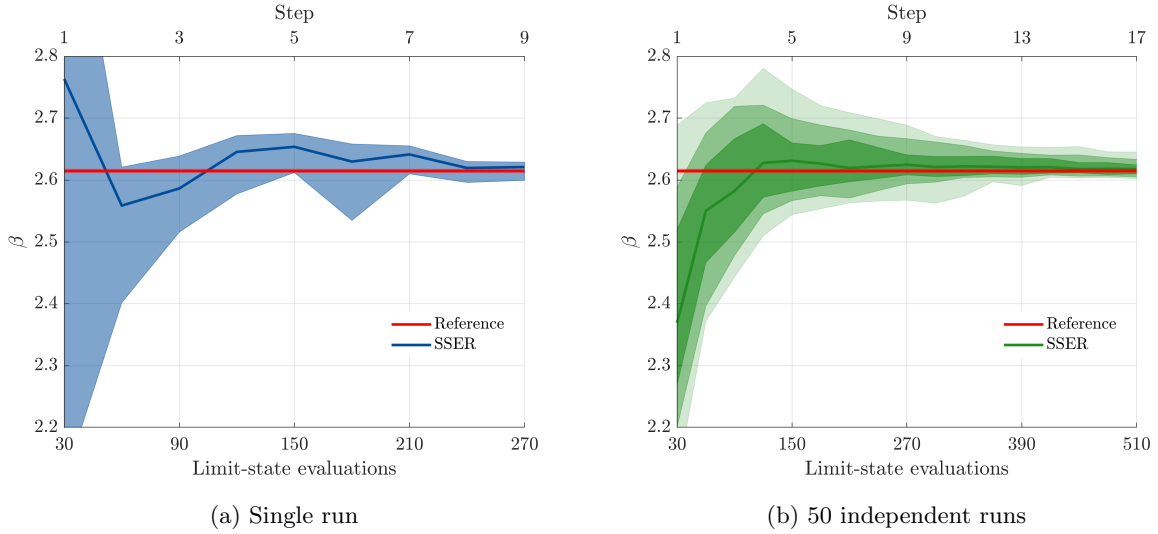 Step
1 3 5 7 9
2.8
2.7
2.6
2.5
2.4
2.3
2.2
β
Reference
SSER
30 90 150 210 270
Limit-state evaluations
(a) Single run
Step
1 5 9 13 17
2.8
2.7
2.6
2.5
2.4
2.3
2.2
β
Reference
SSER
30 150 270 390 510
Limit-state evaluations
(b) 50 independent runs